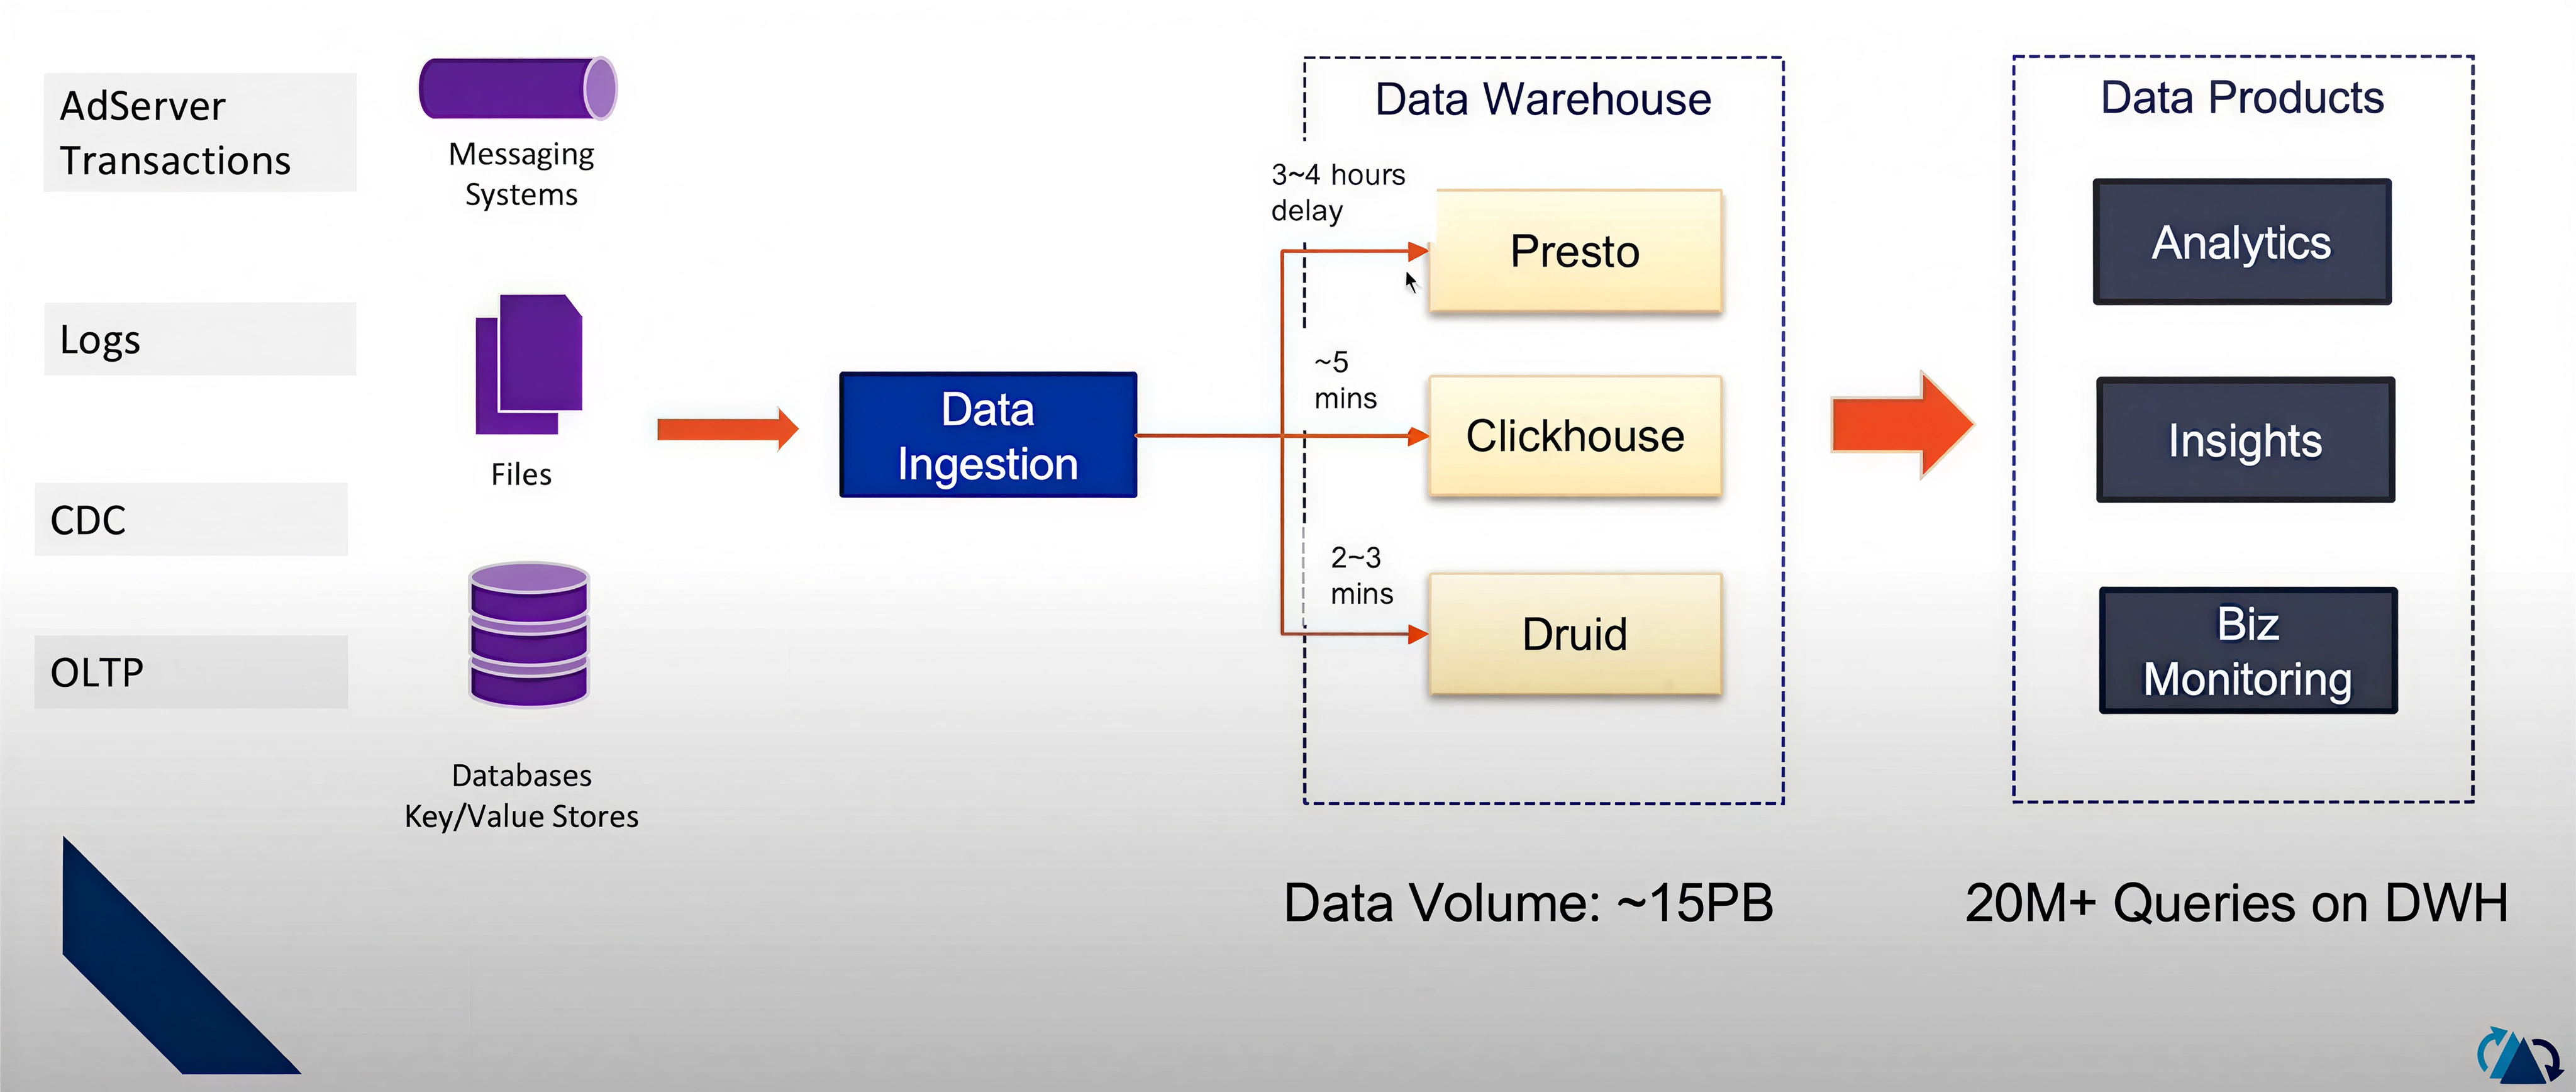 AdServer
Transactions
Logs
CDC
OLTP
Messaging
Systems
Files
Databases
Key/Value Stores
Data
Ingestion
Data Warehouse
3~4 hours
delay
Presto
~5
mins
Clickhouse
2~3
mins
Druid
Data Volume: ~15PB
Data Products
Analytics
Insights
Biz
Monitoring
20M+ Queries on DWH